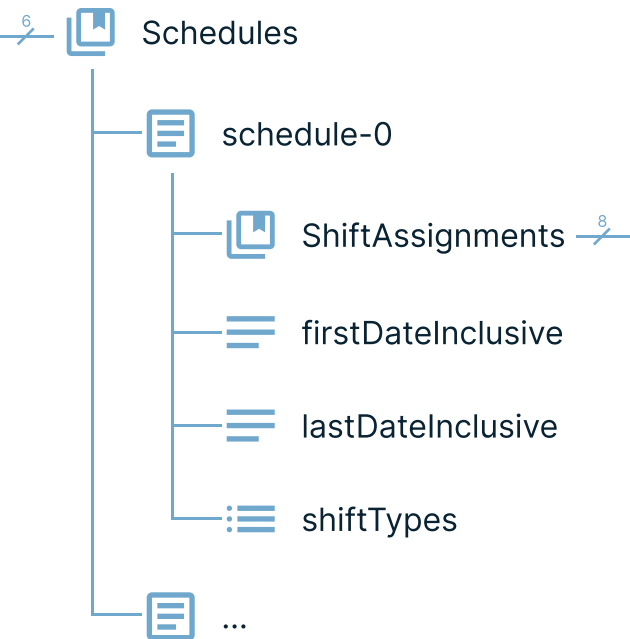 6
Schedules
schedule-0
ShiftAssignments
8
firstDateInclusive
lastDateInclusive
shiftTypes
...